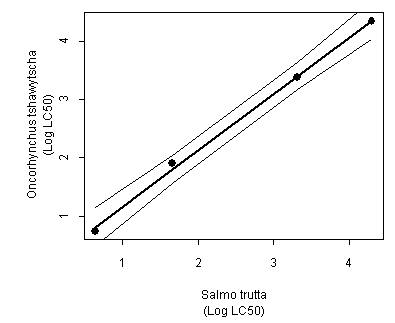 Oncorhynchus tshawytscha
(Log LC50)
4
3
2
1
1 2 3 4
Salmo trutta
(Log LC50)